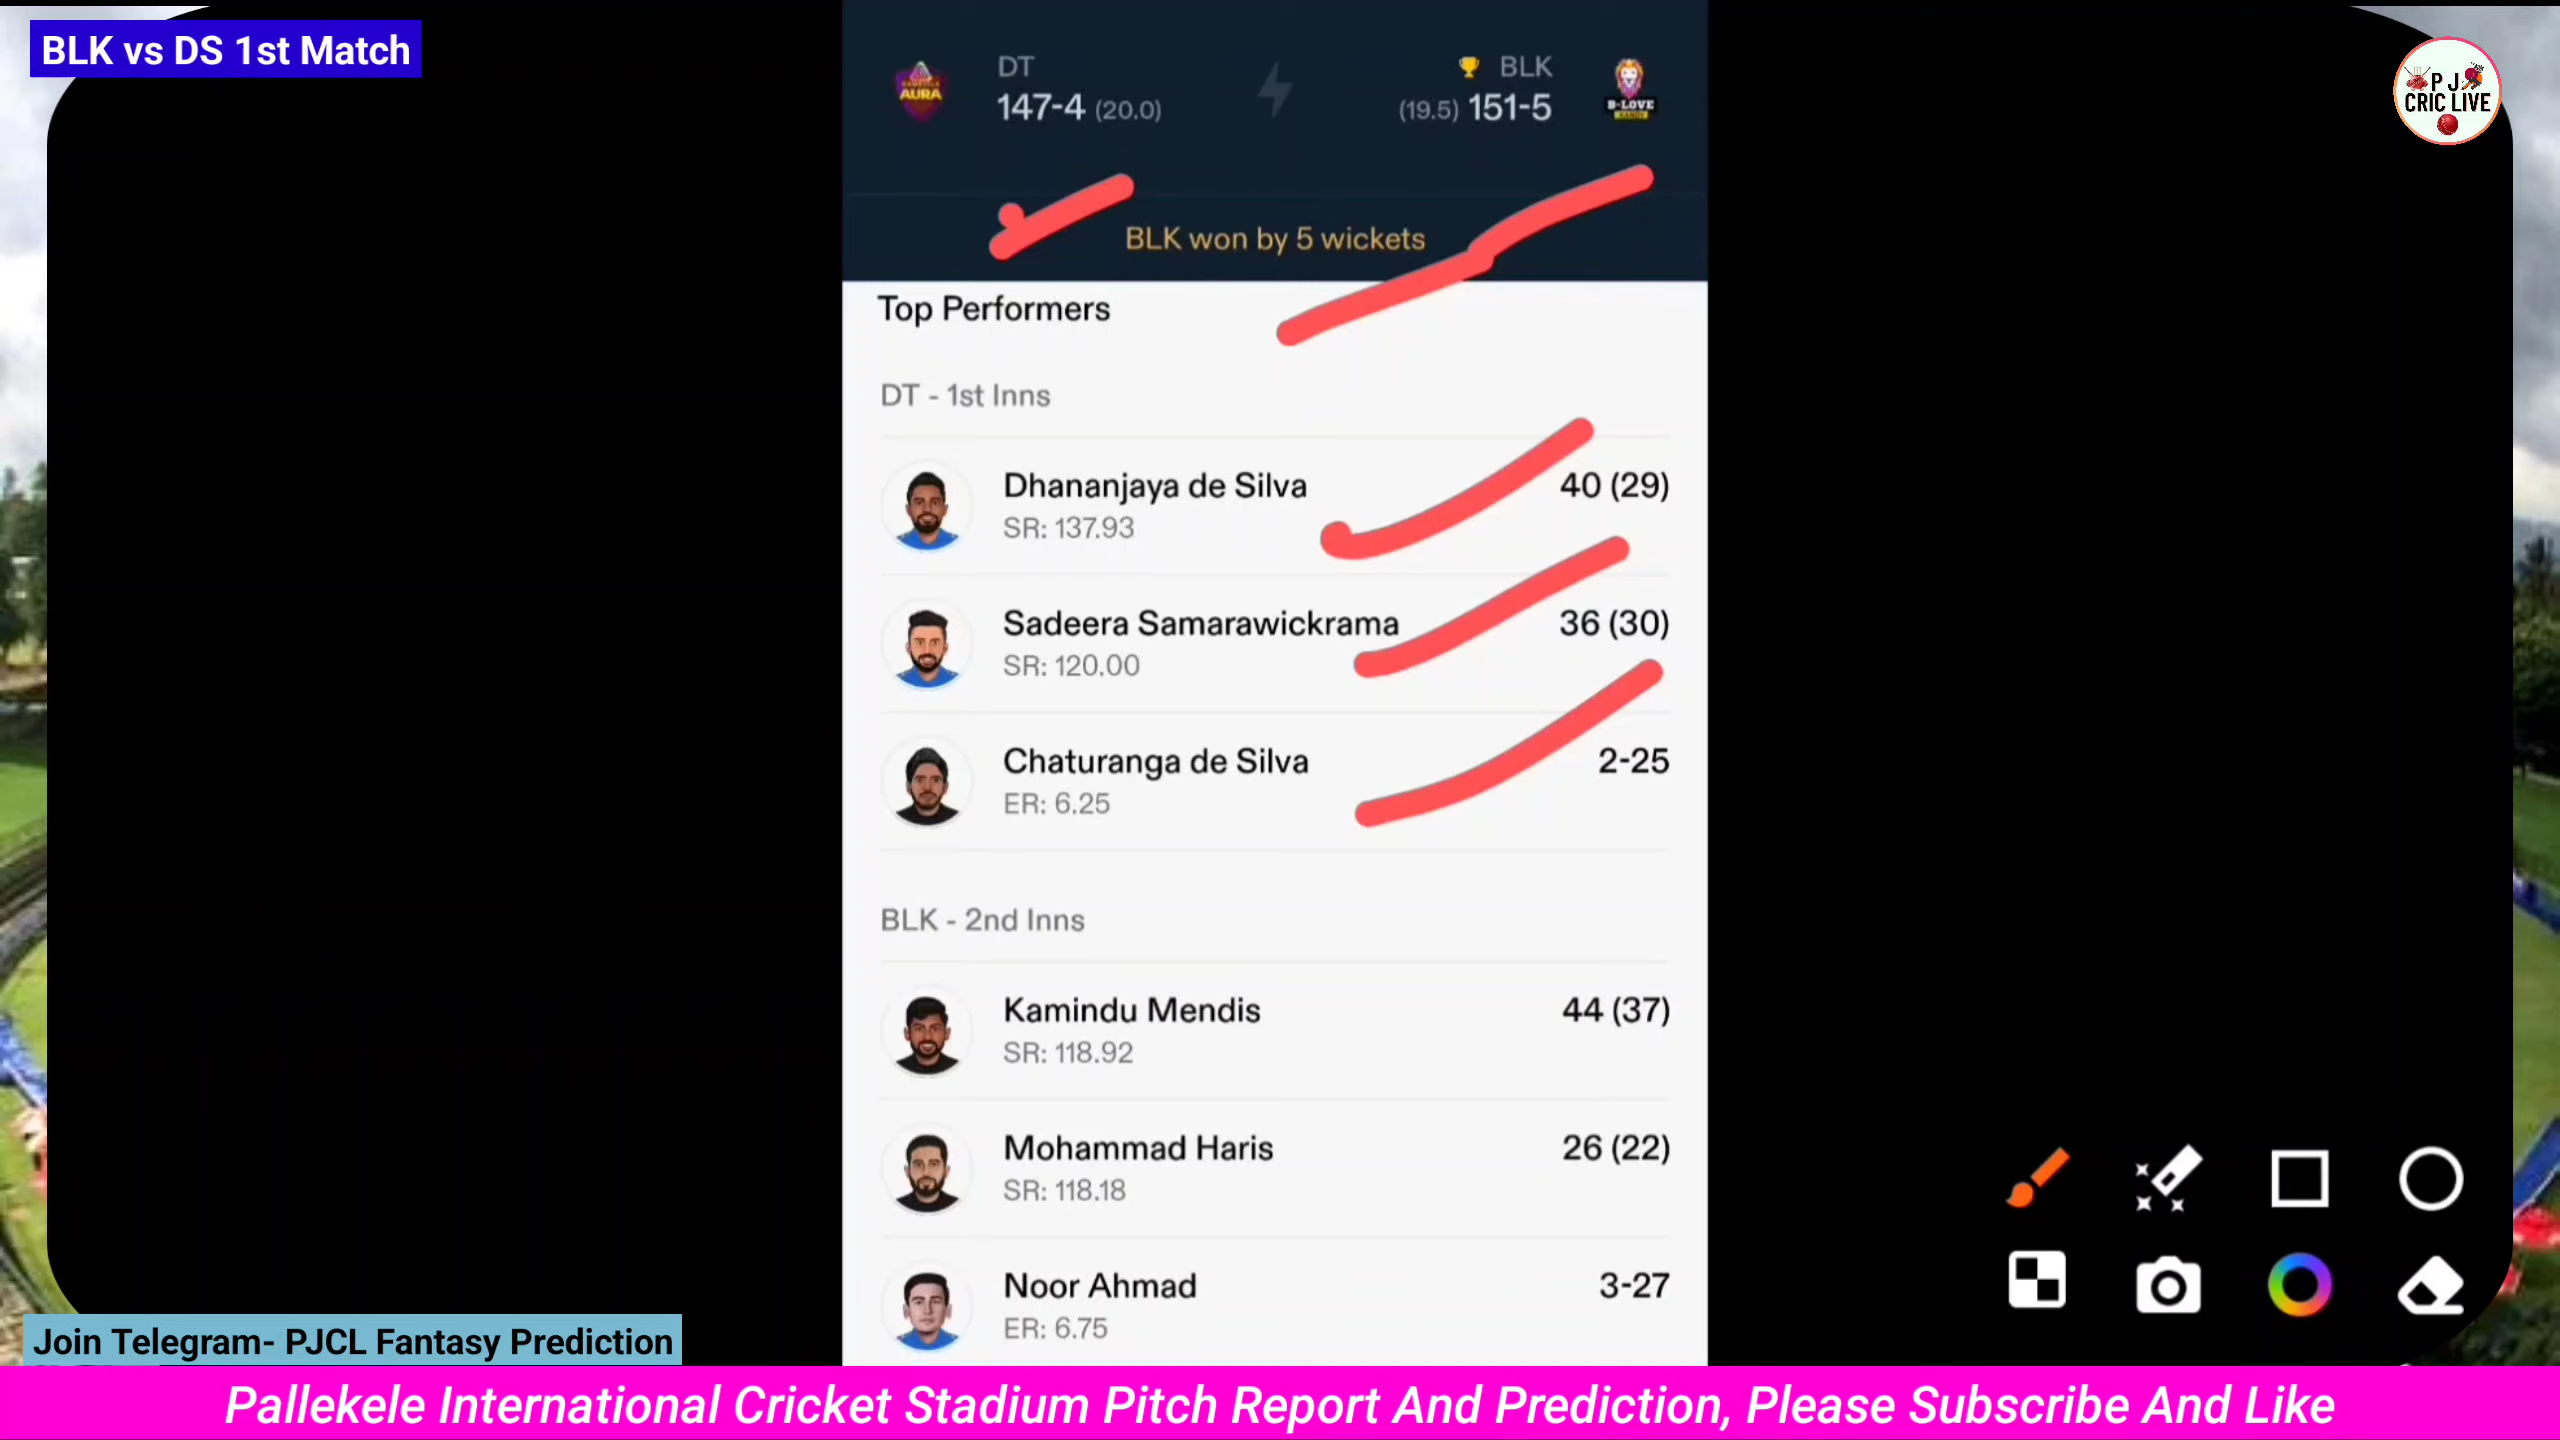 BLK vs DS 1st Match
DT
147-4 (20.0)
BLK
(19.5) 151-5
AURA
B-LOVE
KANDY
P J
CRIC LIVE
BLK won by 5 wickets
Top Performers
DT - 1st Inns
Dhananjaya de Silva 40 (29)
SR: 137.93
Sadeera Samarawickrama 36 (30)
SR: 120.00
Chaturanga de Silva 2-25
ER: 6.25
BLK - 2nd Inns
Kamindu Mendis 44 (37)
SR: 118.92
Mohammad Haris 26 (22)
SR: 118.18
Noor Ahmad 3-27
ER: 6.75
Join Telegram- PJCL Fantasy Prediction
Pallekele International Cricket Stadium Pitch Report And Prediction, Please Subscribe And Like